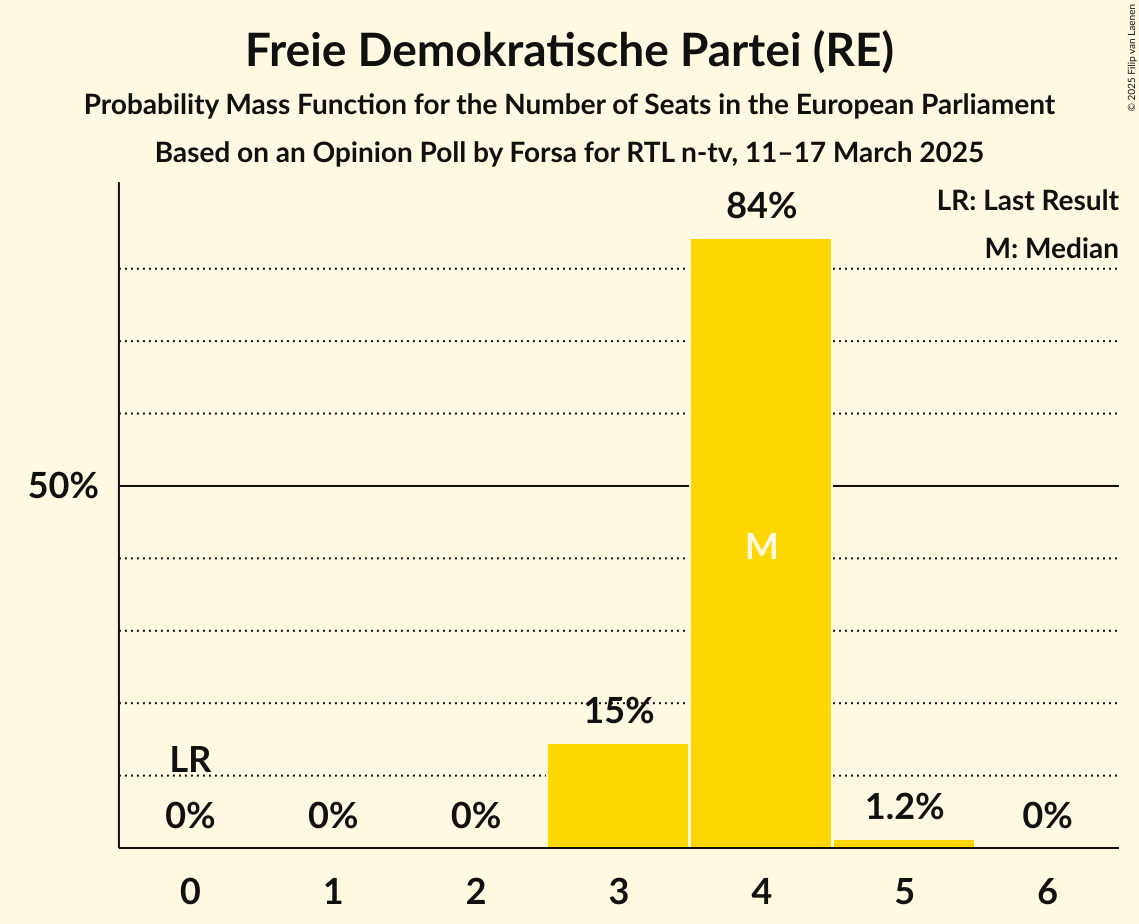 Freie Demokratische Partei (RE)
Probability Mass Function for the Number of Seats in the European Parliament
Based on an Opinion Poll by Forsa for RTL n-tv, 11–17 March 2025
© 2025 Filip van Laenen
LR: Last Result
M: Median
84%
50%
M
15%
LR
0%
0%
0%
1.2%
0%
0
1
2
3
4
5
6